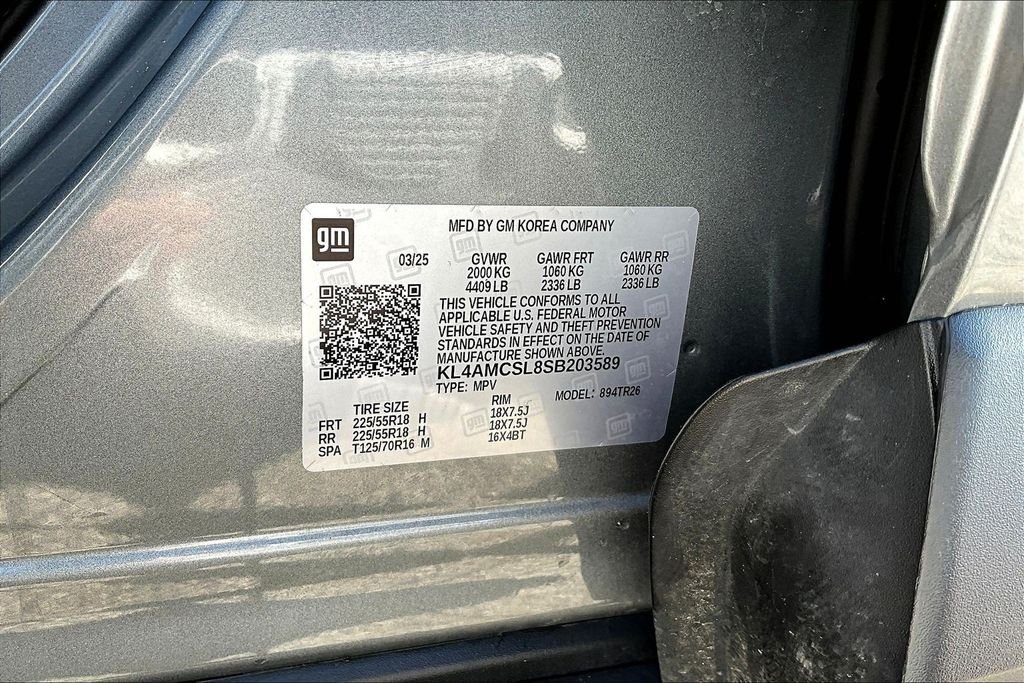 gm
MFD BY GM KOREA COMPANY
03/25 GVWR GAWR FRT GAWR RR
2000 KG 1060 KG 1060 KG
4409 LB 2336 LB 2336 LB
THIS VEHICLE CONFORMS TO ALL
APPLICABLE U.S. FEDERAL MOTOR
VEHICLE SAFETY AND THEFT PREVENTION
STANDARDS IN EFFECT ON THE DATE OF
MANUFACTURE SHOWN ABOVE.
KL4AMCSL8SB203589
TYPE: MPV MODEL: 894TR26
TIRE SIZE RIM
FRT 225/55R18 H 18X7.5J
RR 225/55R18 H 18X7.5J
SPA T125/70R16 M 16X4BT